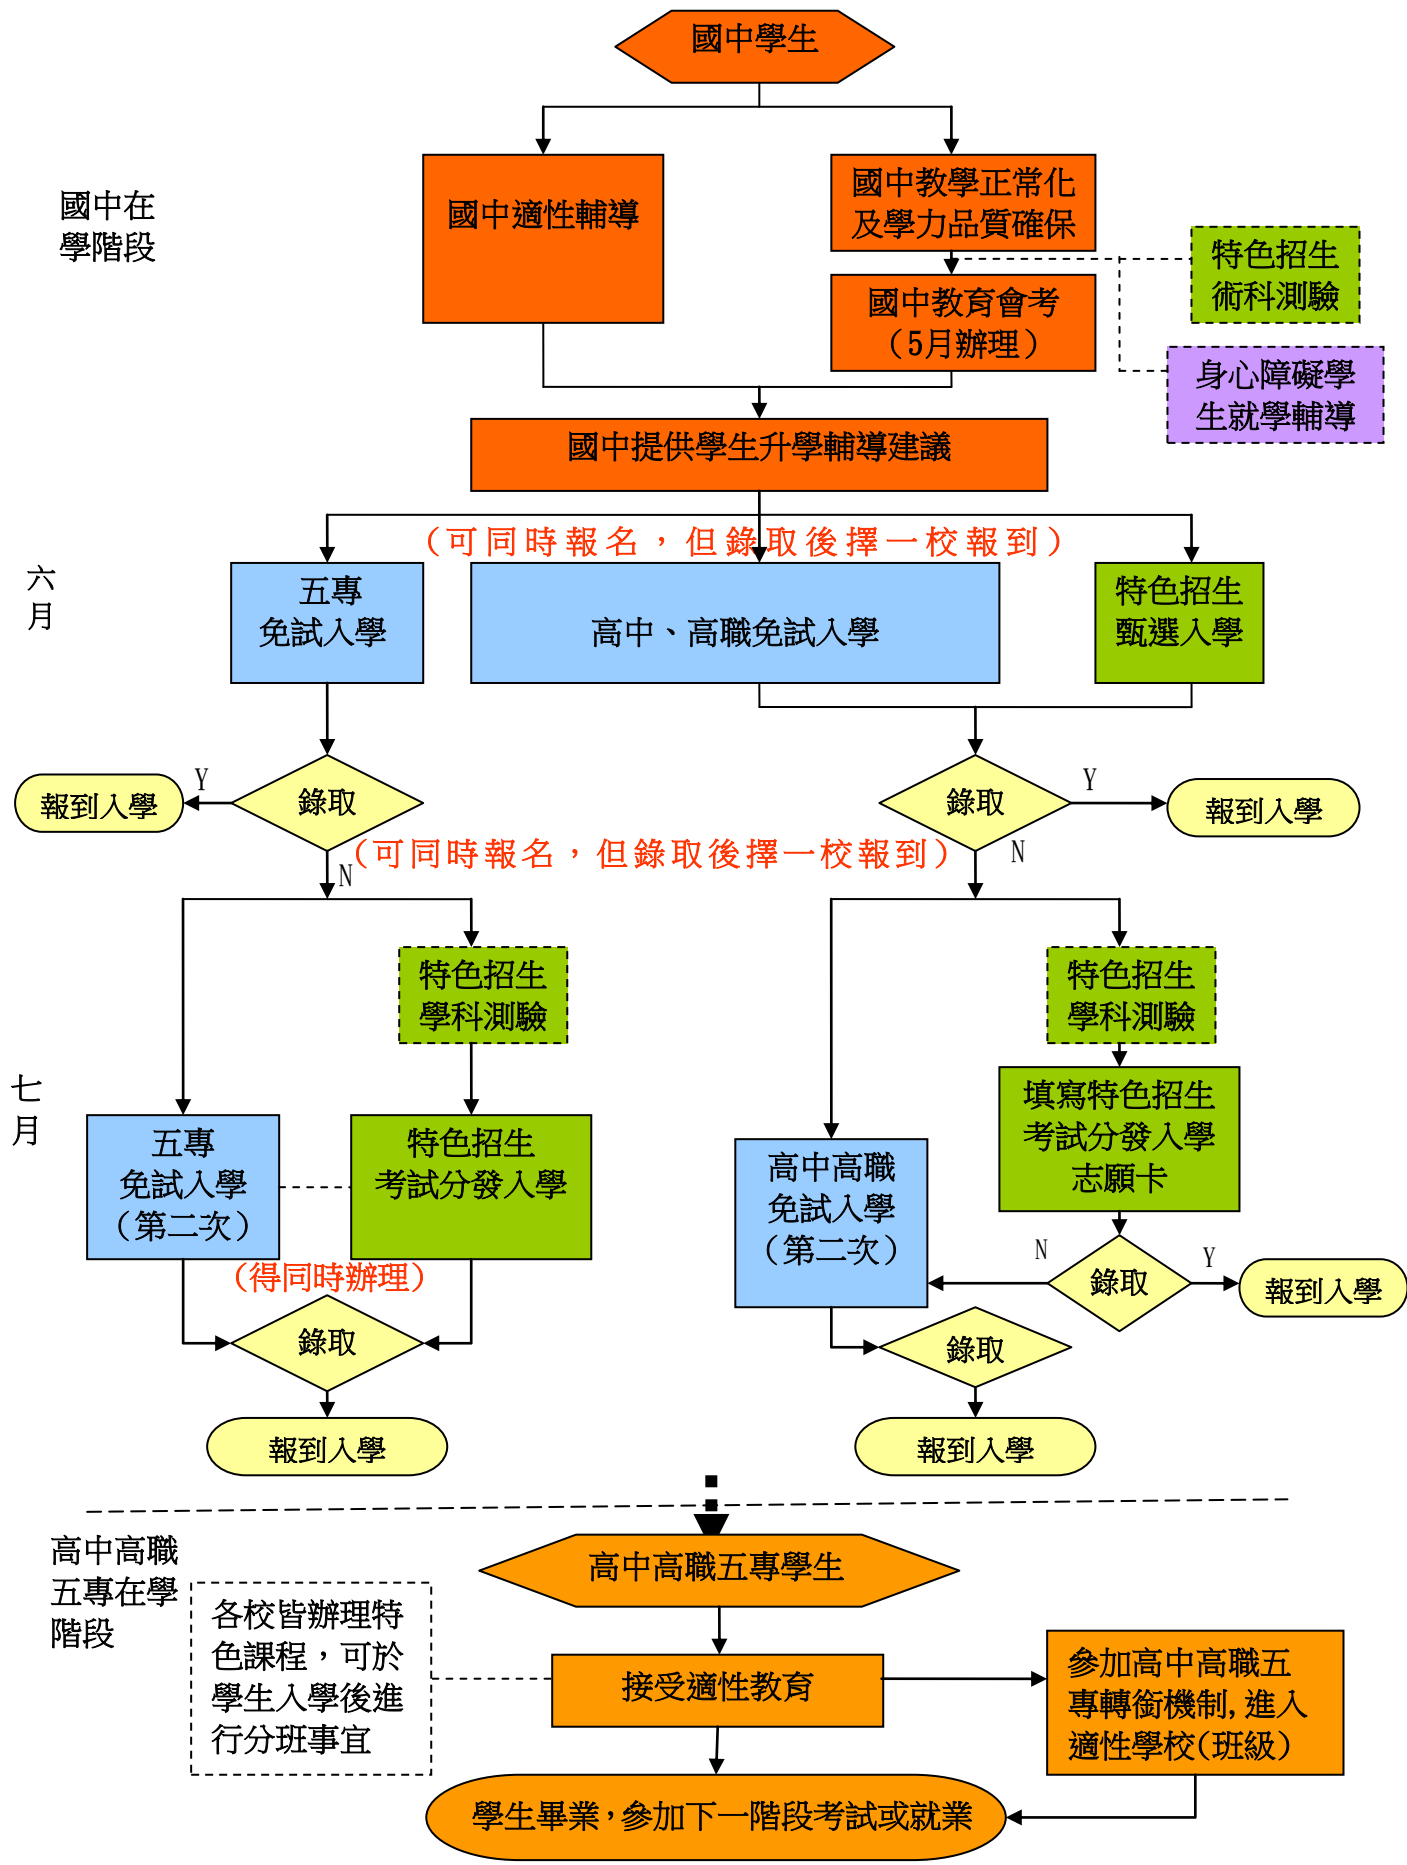 國中學生
國中在
學階段
國中適性輔導
國中教學正常化
及學力品質確保
特色招生
術科測驗
國中教育會考
（5月辦理）
身心障礙學
生就學輔導
國中提供學生升學輔導建議
（可同時報名，但錄取後擇一校報到）
六
月
五專
免試入學
高中、高職免試入學
特色招生
甄選入學
報到入學
Y
錄取
錄取
Y
報到入學
（可同時報名，但錄取後擇一校報到）
N
N
特色招生
學科測驗
特色招生
學科測驗
七
月
五專
免試入學
（第二次）
特色招生
考試分發入學
高中高職
免試入學
（第二次）
填寫特色招生
考試分發入學
志願卡
（得同時辦理）
錄取
N
錄取
Y
報到入學
錄取
報到入學
報到入學
高中高職
五專在學
階段
高中高職五專學生
各校皆辦理特
色課程，可於
學生入學後進
行分班事宜
接受適性教育
參加高中高職五
專轉銜機制,進入
適性學校(班級)
學生畢業，參加下一階段考試或就業